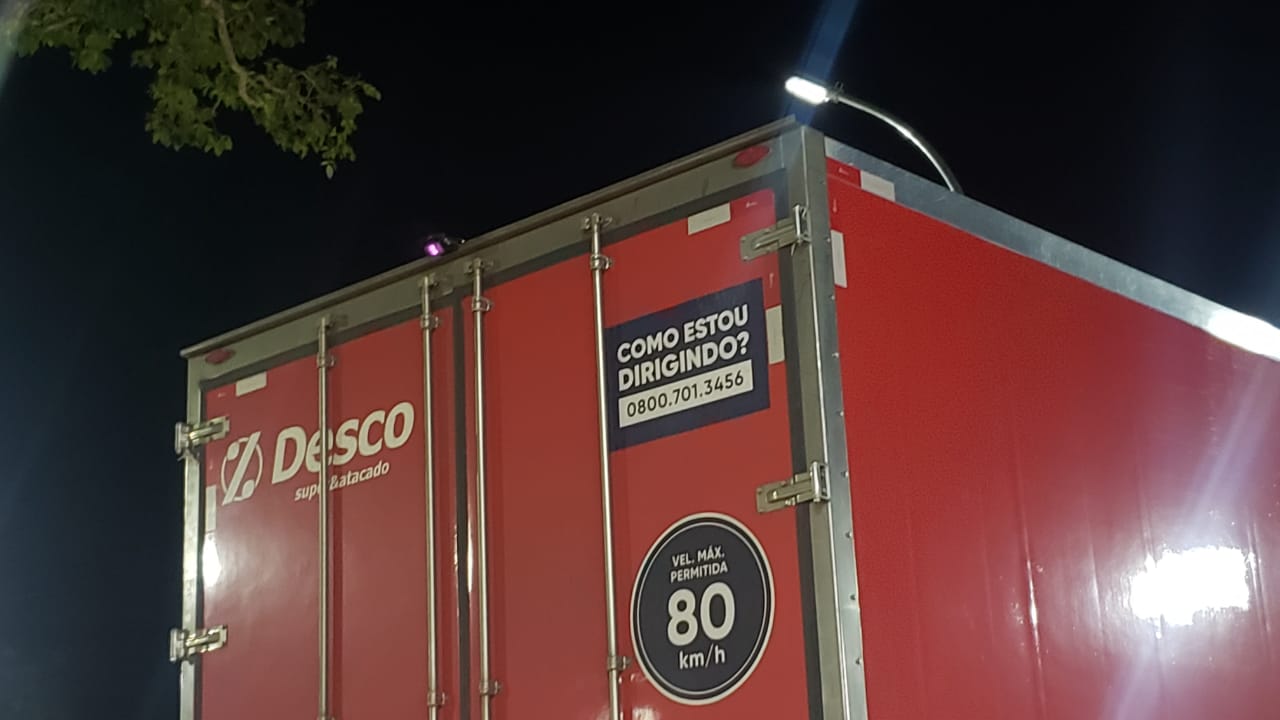 COMO ESTOU
DIRIGINDO?
0800.701.3456
Desco
super&atacado
VEL. MÁX.
PERMITIDA
80
km/h